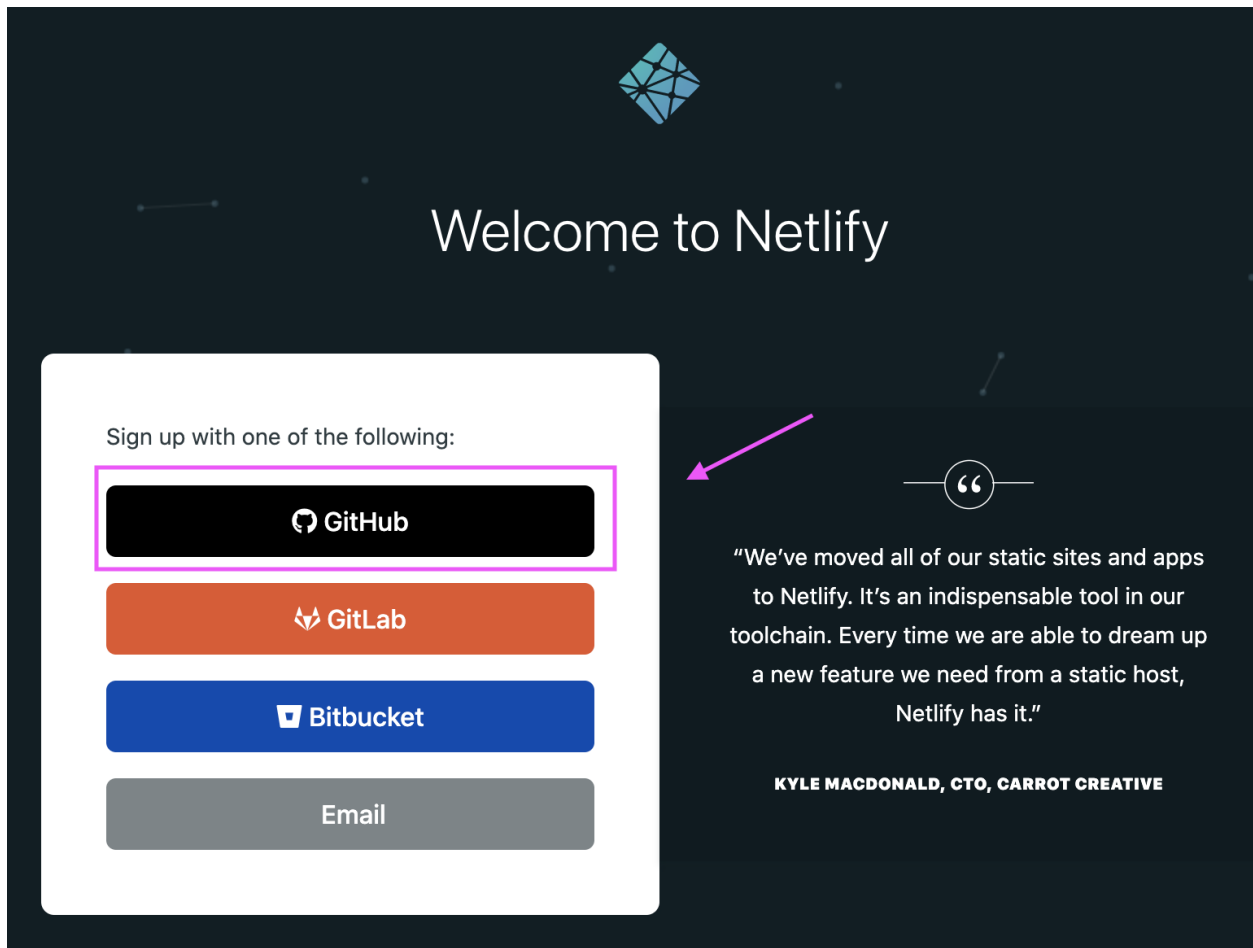 Welcome to Netlify
Sign up with one of the following:
GitHub
GitLab
Bitbucket
Email
“We’ve moved all of our static sites and apps
to Netlify. It’s an indispensable tool in our
toolchain. Every time we are able to dream up
a new feature we need from a static host,
Netlify has it.”
KYLE MACDONALD, CTO, CARROT CREATIVE